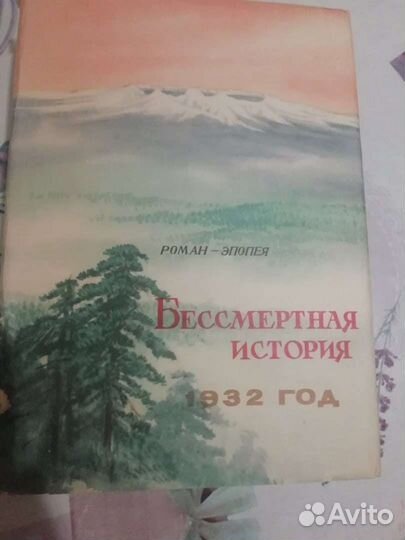 РОМАН – ЭПОПЕЯ
БЕССМЕРТНАЯ
ИСТОРИЯ
1932 ГОД
Avito